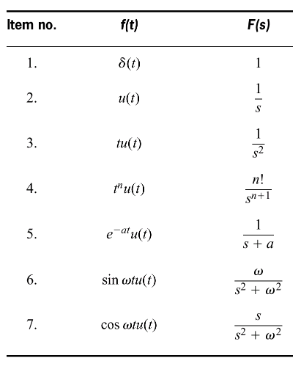 Item no. f(t) F(s)
1. δ(t) 1
2. u(t) 1/s
3. tu(t) 1/s²
4. tⁿu(t) n!/sⁿ⁺¹
5. e⁻ᵃᵗu(t) 1/(s + a)
6. sin ωtu(t) ω/(s² + ω²)
7. cos ωtu(t) s/(s² + ω²)